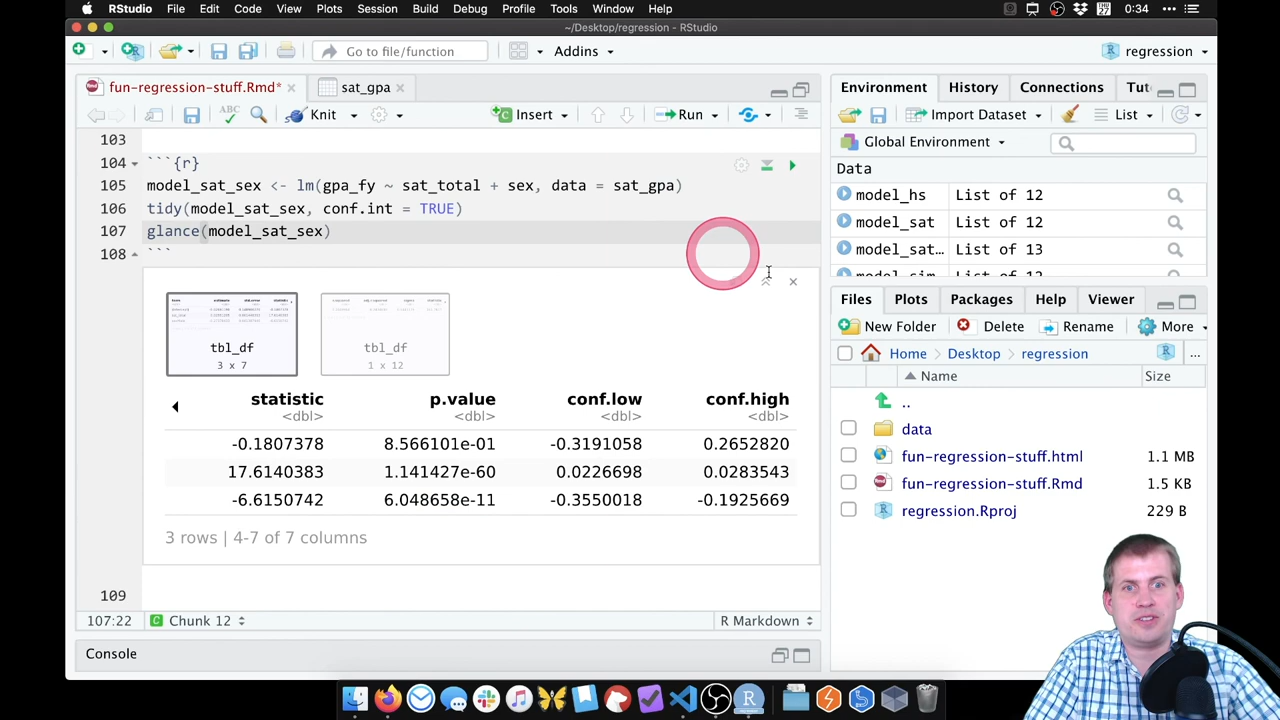 RStudio File Edit Code View Plots Session Build Debug Profile Tools Window Help THU 27 0:34
~/Desktop/regression - RStudio
Go to file/function Addins regression
fun-regression-stuff.Rmd* sat_gpa
ABC Knit Insert Run
103
104 ```{r}
105 model_sat_sex <- lm(gpa_fy ~ sat_total + sex, data = sat_gpa)
106 tidy(model_sat_sex, conf.int = TRUE)
107 glance(model_sat_sex)
108 ```
tbl_df tbl_df
3 x 7 1 x 12
statistic p.value conf.low conf.high
<dbl> <dbl> <dbl> <dbl>
-0.1807378 8.566101e-01 -0.3191058 0.2652820
17.6140383 1.141427e-60 0.0226698 0.0283543
-6.6150742 6.048658e-11 -0.3550018 -0.1925669
3 rows | 4-7 of 7 columns
109
107:22 Chunk 12 R Markdown
Console
Environment History Connections Tut
Import Dataset List
Global Environment
Data
model_hs List of 12
model_sat List of 12
model_sat… List of 13
Files Plots Packages Help Viewer
New Folder Delete Rename More
Home Desktop regression ...
Name Size
..
data
fun-regression-stuff.html 1.1 MB
fun-regression-stuff.Rmd 1.5 KB
regression.Rproj 229 B